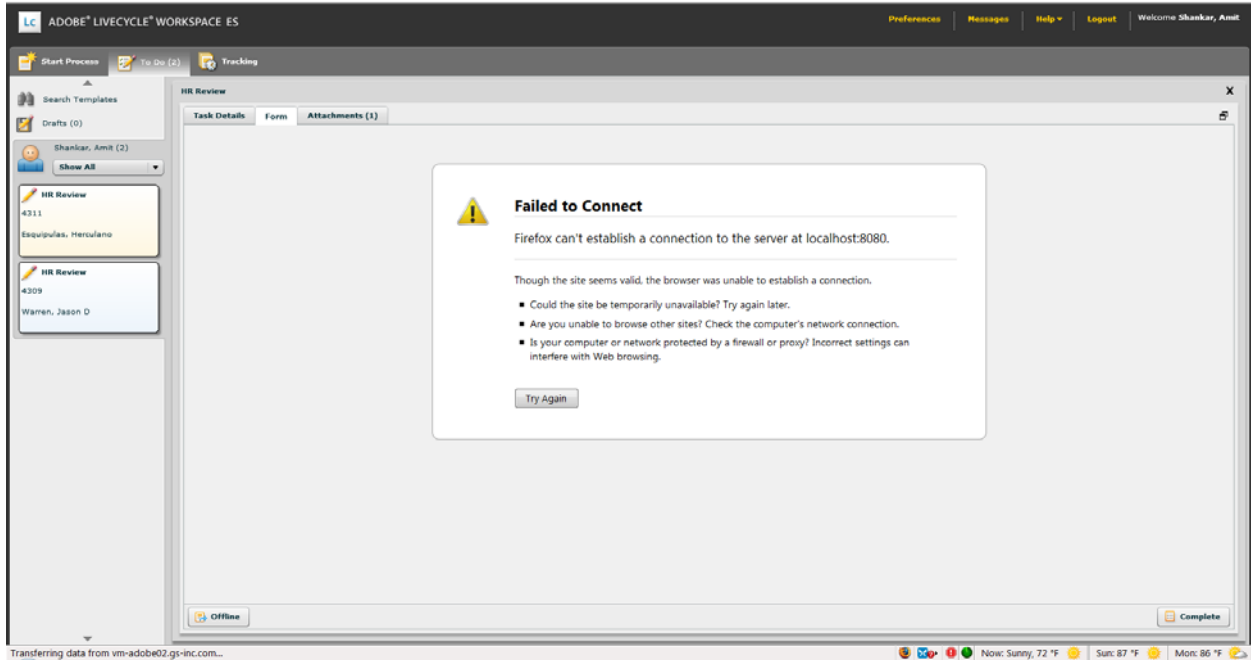 Lc ADOBE® LIVECYCLE® WORKSPACE ES
Preferences Messages Help Logout Welcome Shankar, Amit
Start Process To Do (2) Tracking
Search Templates
Drafts (0)
Shankar, Amit (2)
Show All
HR Review
4311
Esquipulas, Herculano
HR Review
4309
Warren, Jason D
HR Review X
Task Details Form Attachments (1)
Failed to Connect
Firefox can't establish a connection to the server at localhost:8080.
Though the site seems valid, the browser was unable to establish a connection.
Could the site be temporarily unavailable? Try again later.
Are you unable to browse other sites? Check the computer's network connection.
Is your computer or network protected by a firewall or proxy? Incorrect settings can
interfere with Web browsing.
Try Again
Offline Complete
Transferring data from vm-adobe02.gs-inc.com... Now: Sunny, 72 °F Sun: 87 °F Mon: 86 °F